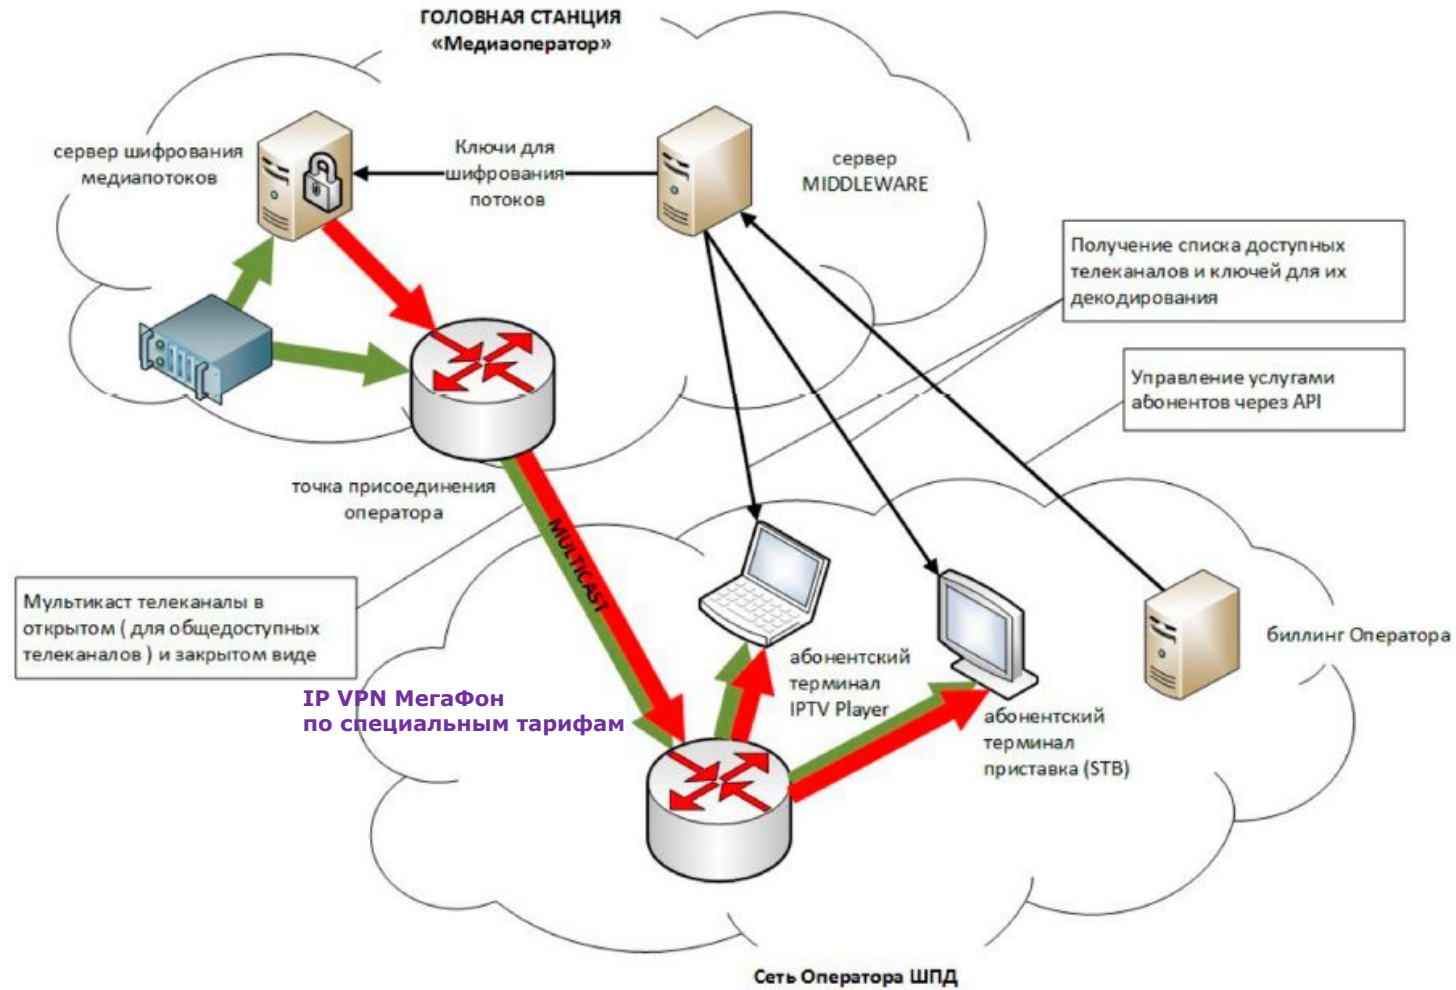 ГОЛОВНАЯ СТАНЦИЯ
«Медиаоператор»
сервер шифрования
медиапотоков
Ключи для
шифрования
потоков
сервер
MIDDLEWARE
Получение списка доступных
телеканалов и ключей для их
декодирования
Управление услугами
абонентов через API
точка присоединения
оператора
MULTICAST
Мультикаст телеканалы в
открытом ( для общедоступных
телеканалов ) и закрытом виде
IP VPN МегаФон
по специальным тарифам
абонентский
терминал
IPTV Player
абонентский
терминал
приставка (STB)
биллинг Оператора
Сеть Оператора ШПД